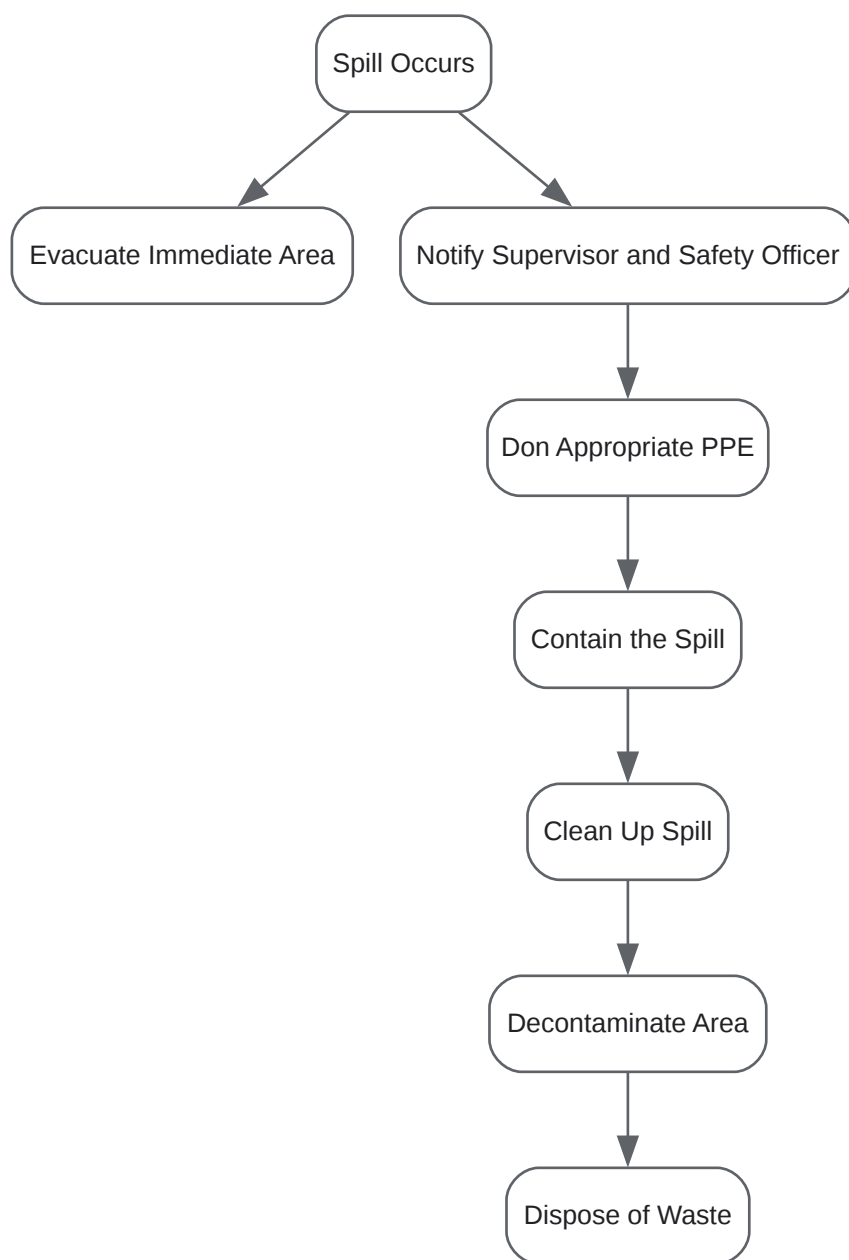 Spill Occurs
Evacuate Immediate Area
Notify Supervisor and Safety Officer
Don Appropriate PPE
Contain the Spill
Clean Up Spill
Decontaminate Area
Dispose of Waste